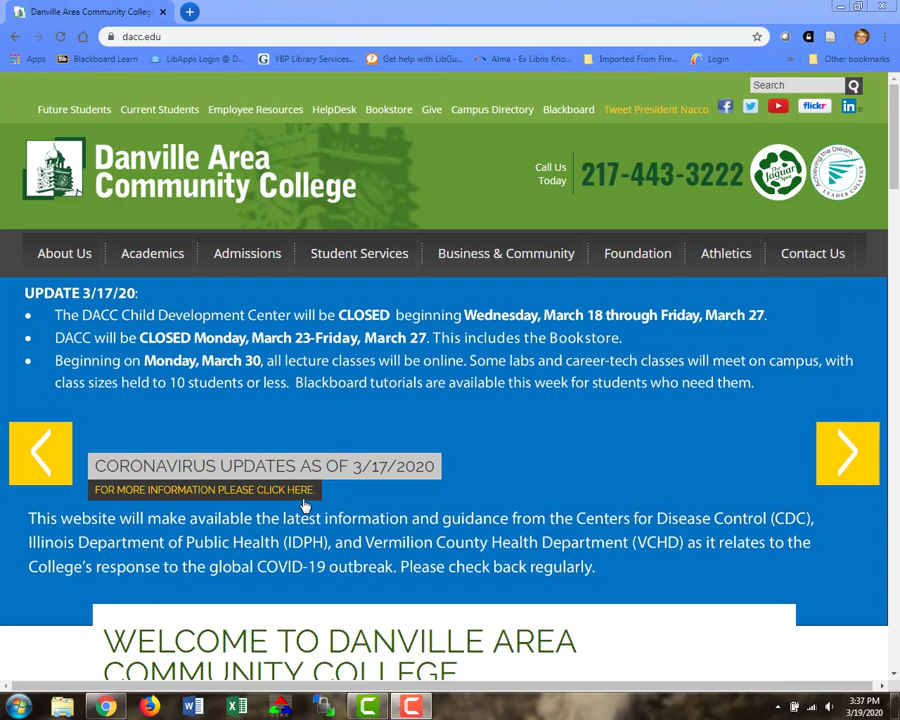 Danville Area Community Colleg
dacc.edu
Apps Blackboard Learn LibApps Login @ D... YBP Library Services... Get help with LibGu... Alma - Ex Libris Kno... Imported From Fire... Login » Other bookmarks
Search
Future Students Current Students Employee Resources HelpDesk Bookstore Give Campus Directory Blackboard Tweet President Nacco flickr
Danville Area
Community College
Call Us
Today
217-443-3222
The Jaguar Spot
Achieving the Dream
LEADER COLLEGE
About Us Academics Admissions Student Services Business & Community Foundation Athletics Contact Us
UPDATE 3/17/20:
• The DACC Child Development Center will be CLOSED beginning Wednesday, March 18 through Friday, March 27.
• DACC will be CLOSED Monday, March 23-Friday, March 27. This includes the Bookstore.
• Beginning on Monday, March 30, all lecture classes will be online. Some labs and career-tech classes will meet on campus, with
class sizes held to 10 students or less. Blackboard tutorials are available this week for students who need them.
CORONAVIRUS UPDATES AS OF 3/17/2020
FOR MORE INFORMATION PLEASE CLICK HERE.
This website will make available the latest information and guidance from the Centers for Disease Control (CDC),
Illinois Department of Public Health (IDPH), and Vermilion County Health Department (VCHD) as it relates to the
College's response to the global COVID-19 outbreak. Please check back regularly.
WELCOME TO DANVILLE AREA
COMMUNITY COLLEGE
3:37 PM
3/19/2020